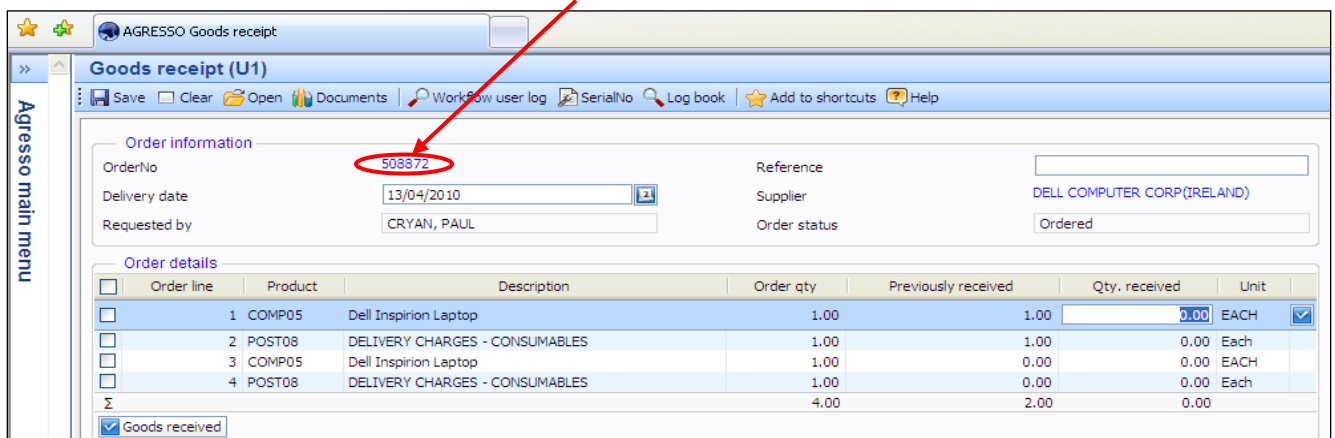 AGRESSO Goods receipt
Goods receipt (U1)
Save Clear Open Documents Workflow user log SerialNo Log book Add to shortcuts Help
Agresso main menu
Order information
OrderNo 508872 Reference
Delivery date 13/04/2010 Supplier DELL COMPUTER CORP(IRELAND)
Requested by CRYAN, PAUL Order status Ordered
Order details
Order line Product Description Order qty Previously received Qty. received Unit
1 COMP05 Dell Inspirion Laptop 1.00 1.00 0.00 EACH
2 POST08 DELIVERY CHARGES - CONSUMABLES 1.00 1.00 0.00 Each
3 COMP05 Dell Inspirion Laptop 1.00 0.00 0.00 EACH
4 POST08 DELIVERY CHARGES - CONSUMABLES 1.00 0.00 0.00 Each
Σ 4.00 2.00 0.00
Goods received